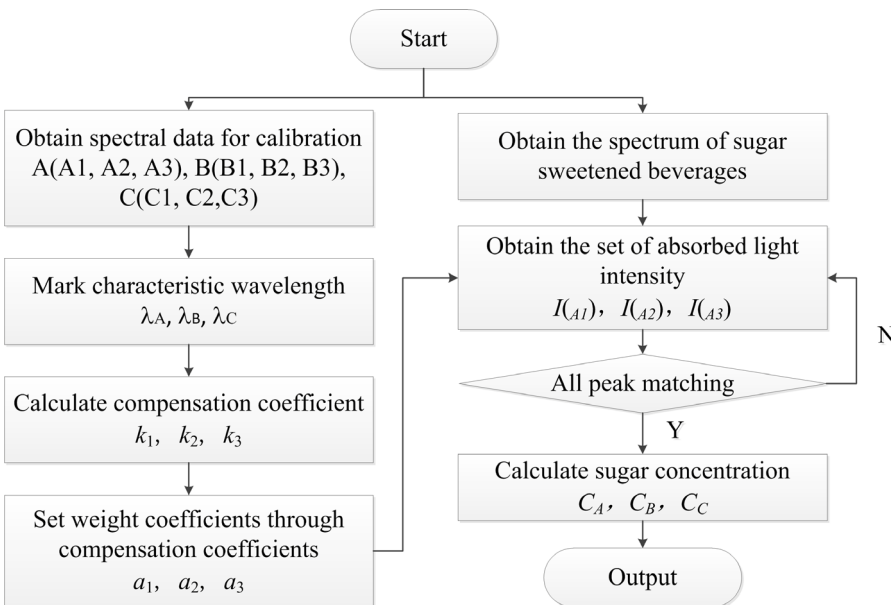 Start
Obtain spectral data for calibration
A(A1, A2, A3), B(B1, B2, B3),
C(C1, C2,C3)
Mark characteristic wavelength
λA, λB, λC
Calculate compensation coefficient
k1, k2, k3
Set weight coefficients through
compensation coefficients
a1, a2, a3
Obtain the spectrum of sugar
sweetened beverages
Obtain the set of absorbed light
intensity
I(A1), I(A2), I(A3)
N
All peak matching
Y
Calculate sugar concentration
CA, CB, CC
Output